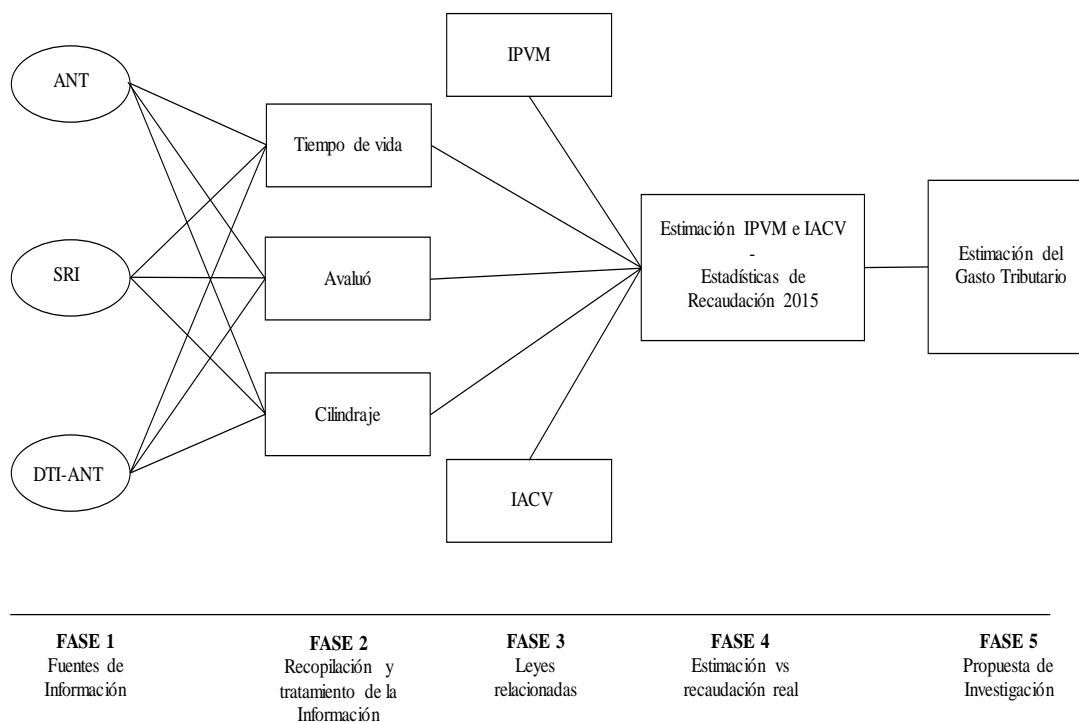 ANT
SRI
DTI-ANT
Tiempo de vida
Avaluó
Cilindraje
IPVM
IACV
Estimación IPVM e IACV
-
Estadísticas de
Recaudación 2015
Estimación del
Gasto Tributario
FASE 1
Fuentes de
Información
FASE 2
Recopilación y
tratamiento de la
Información
FASE 3
Leyes
relacionadas
FASE 4
Estimación vs
recaudación real
FASE 5
Propuesta de
Investigación